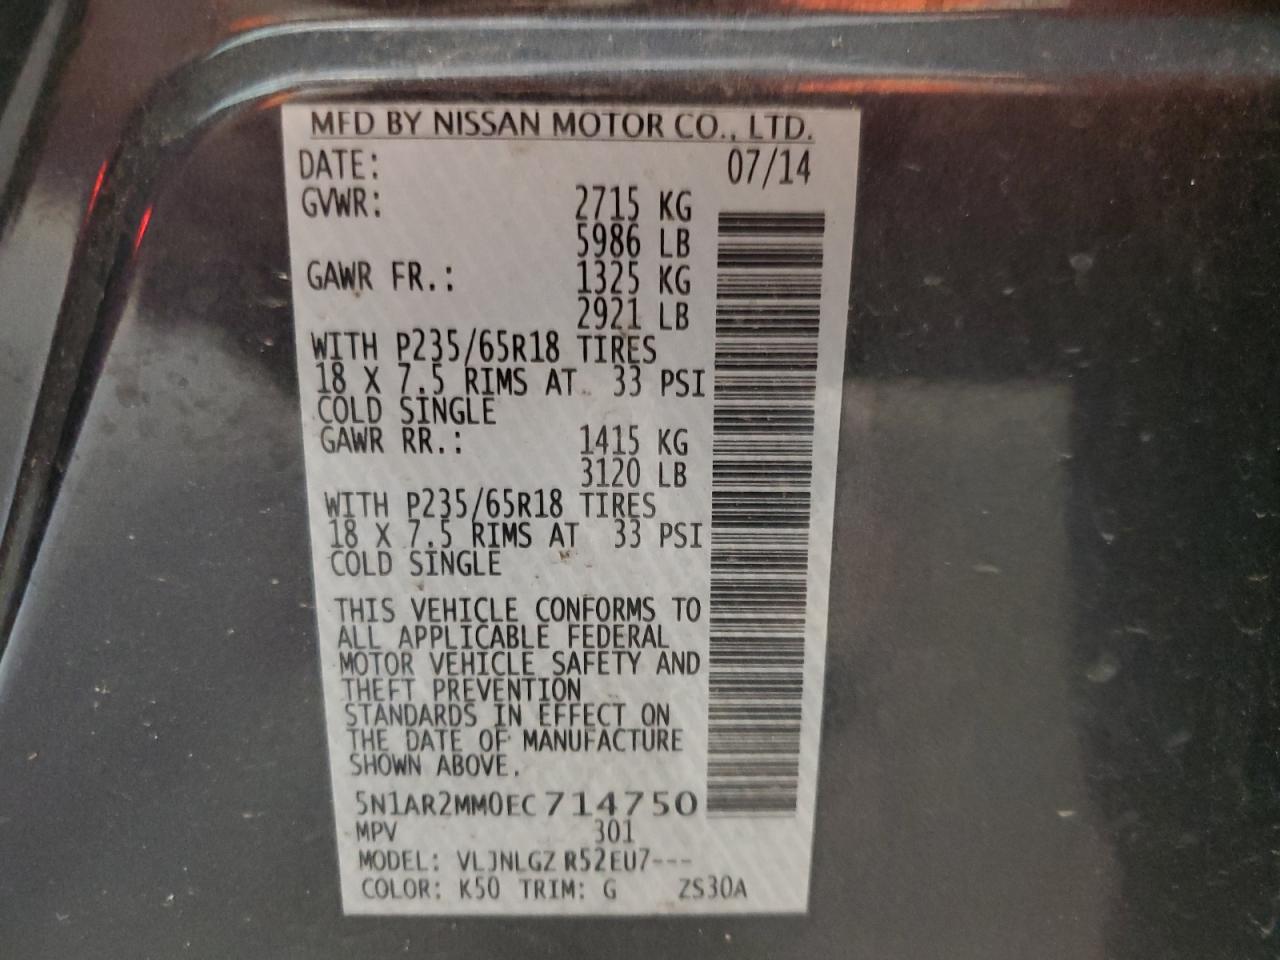 MFD BY NISSAN MOTOR CO., LTD.
DATE: 07/14
GVWR: 2715 KG
5986 LB
GAWR FR.: 1325 KG
2921 LB
WITH P235/65R18 TIRES
18 X 7.5 RIMS AT 33 PSI
COLD SINGLE
GAWR RR.: 1415 KG
3120 LB
WITH P235/65R18 TIRES
18 X 7.5 RIMS AT 33 PSI
COLD SINGLE
THIS VEHICLE CONFORMS TO
ALL APPLICABLE FEDERAL
MOTOR VEHICLE SAFETY AND
THEFT PREVENTION
STANDARDS IN EFFECT ON
THE DATE OF MANUFACTURE
SHOWN ABOVE.
5N1AR2MM0EC714750
MPV 301
MODEL: VLJNLGZ R52EU7---
COLOR: K50 TRIM: G ZS30A